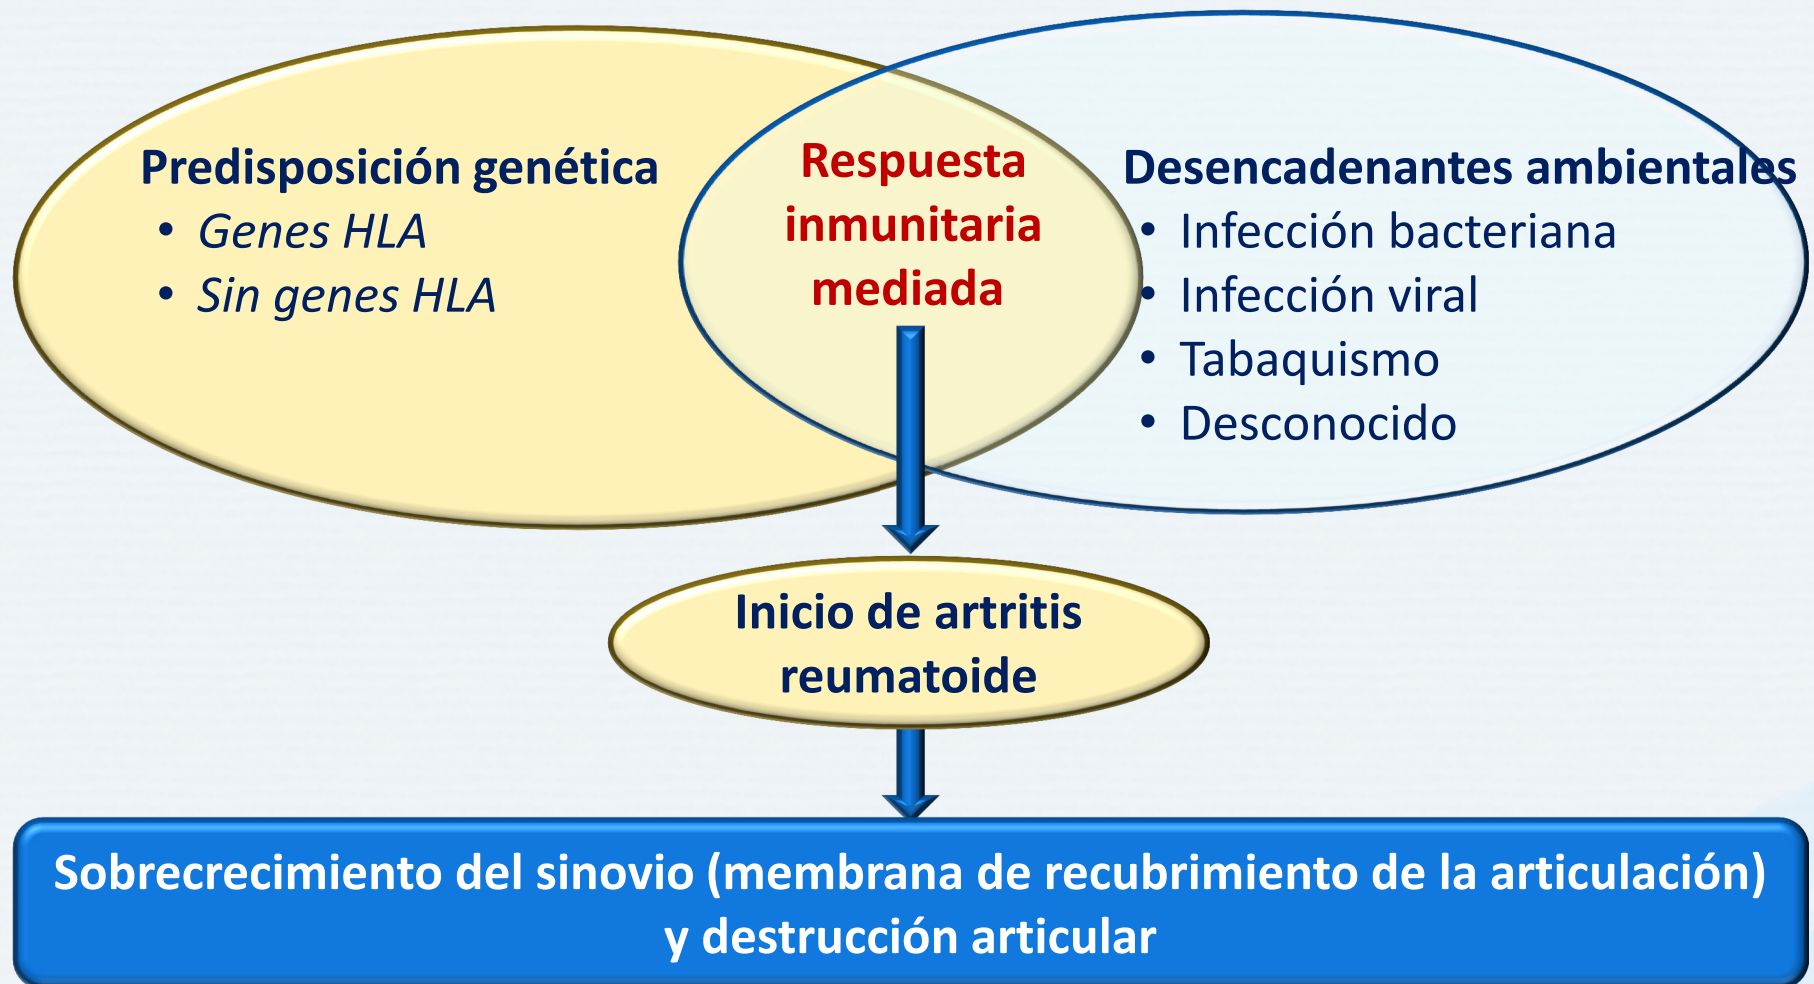 Predisposición genética
• Genes HLA
• Sin genes HLA
Respuesta
inmunitaria
mediada
Desencadenantes ambientales
• Infección bacteriana
• Infección viral
• Tabaquismo
• Desconocido
Inicio de artritis
reumatoide
Sobrecrecimiento del sinovio (membrana de recubrimiento de la articulación)
y destrucción articular